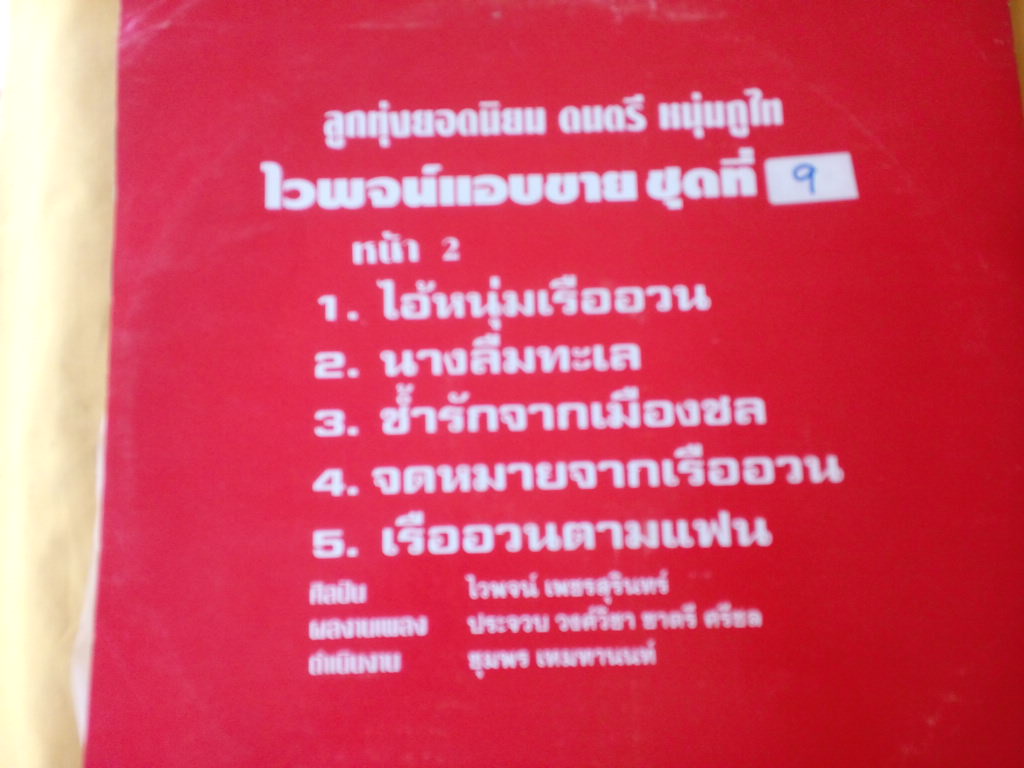 ลูกทุ่งยอดนิยม ดนตรี หนุ่มภูไท
ไวพจน์แอบขาย ชุดที่ 9
หน้า 2
1. ไอ้หนุ่มเรืออวน
2. นางลืมทะเล
3. ช้ำรักจากเมืองชล
4. จดหมายจากเรืออวน
5. เรืออวนตามแฟน
ศิลปิน ไวพจน์ เพชรสุริวรรณ์
ผลงานเพลง ประจวบ วงศ์วิชา ชาตรี ศรีชล
ดำเนินงาน ชุมพร เทมทานนท์